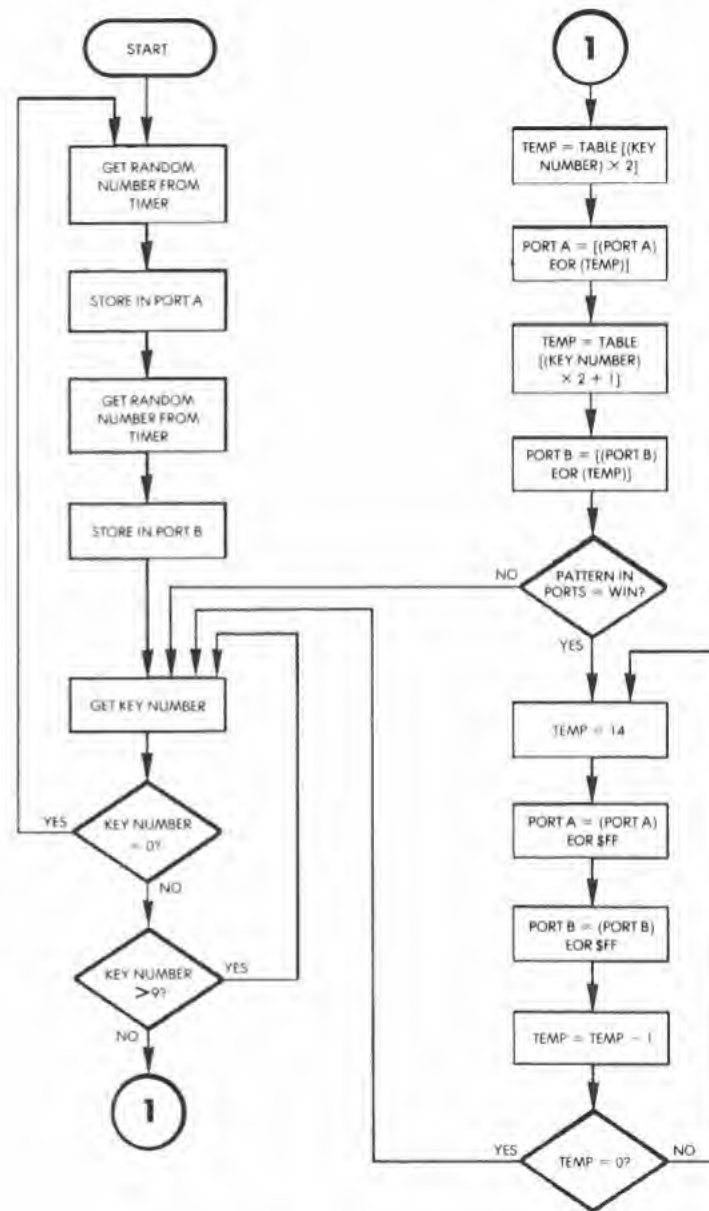 START
GET RANDOM
NUMBER FROM
TIMER
STORE IN PORT A
GET RANDOM
NUMBER FROM
TIMER
STORE IN PORT B
GET KEY NUMBER
YES
KEY NUMBER
= 0?
NO
KEY NUMBER
>9?
YES
NO
1
1
TEMP = TABLE [(KEY
NUMBER) × 2]
PORT A = [(PORT A)
EOR (TEMP)]
TEMP = TABLE
[(KEY NUMBER)
× 2 + 1]
PORT B = [(PORT B)
EOR (TEMP)]
NO
PATTERN IN
PORTS = WIN?
YES
TEMP = 14
PORT A = (PORT A)
EOR $FF
PORT B = (PORT B)
EOR $FF
TEMP = TEMP − 1
YES
TEMP = 0?
NO